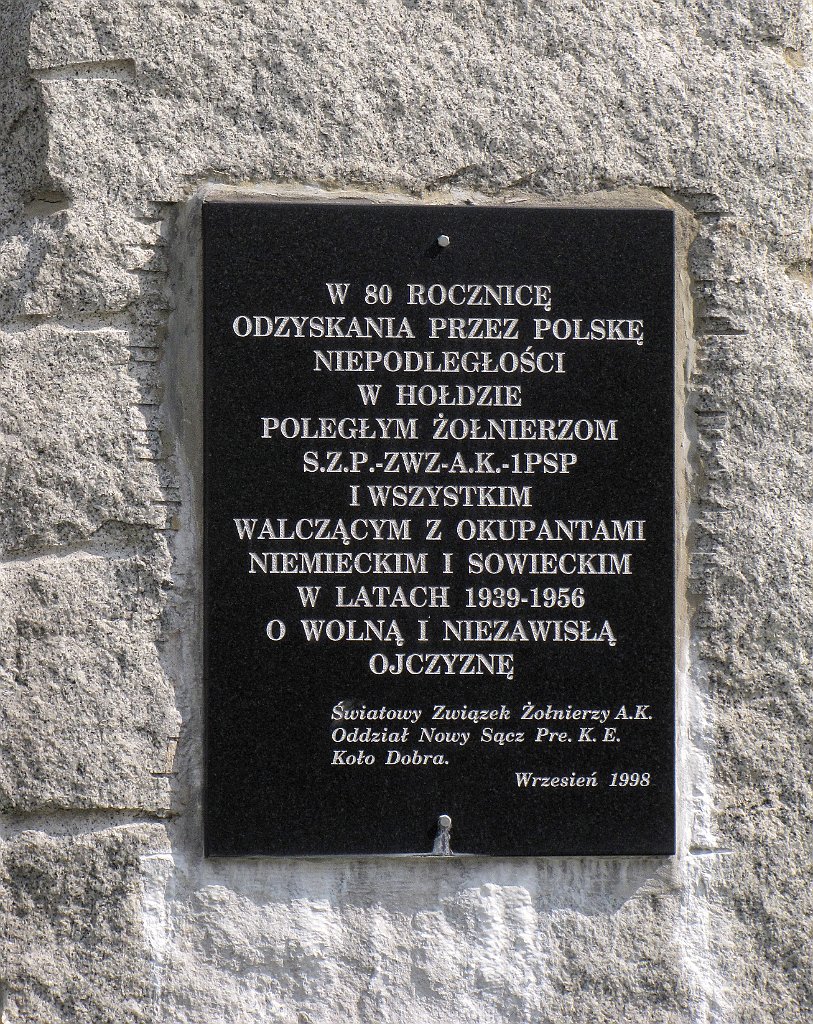 W 80 ROCZNICĘ
ODZYSKANIA PRZEZ POLSKĘ
NIEPODLEGŁOŚCI
W HOŁDZIE
POLEGŁYM ŻOŁNIERZOM
S.Z.P.-ZWZ-A.K.-1PSP
I WSZYSTKIM
WALCZĄCYM Z OKUPANTAMI
NIEMIECKIM I SOWIECKIM
W LATACH 1939-1956
O WOLNĄ I NIEZAWISŁĄ
OJCZYZNĘ
Światowy Związek Żołnierzy A.K.
Oddział Nowy Sącz Pre. K. E.
Koło Dobra.
Wrzesień 1998